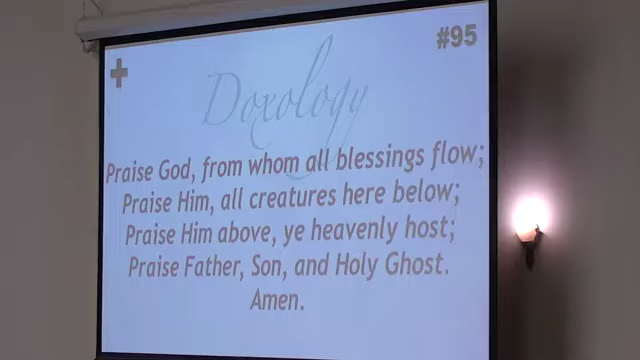 #95
Doxology
Praise God, from whom all blessings flow;
Praise Him, all creatures here below;
Praise Him above, ye heavenly host;
Praise Father, Son, and Holy Ghost.
Amen.